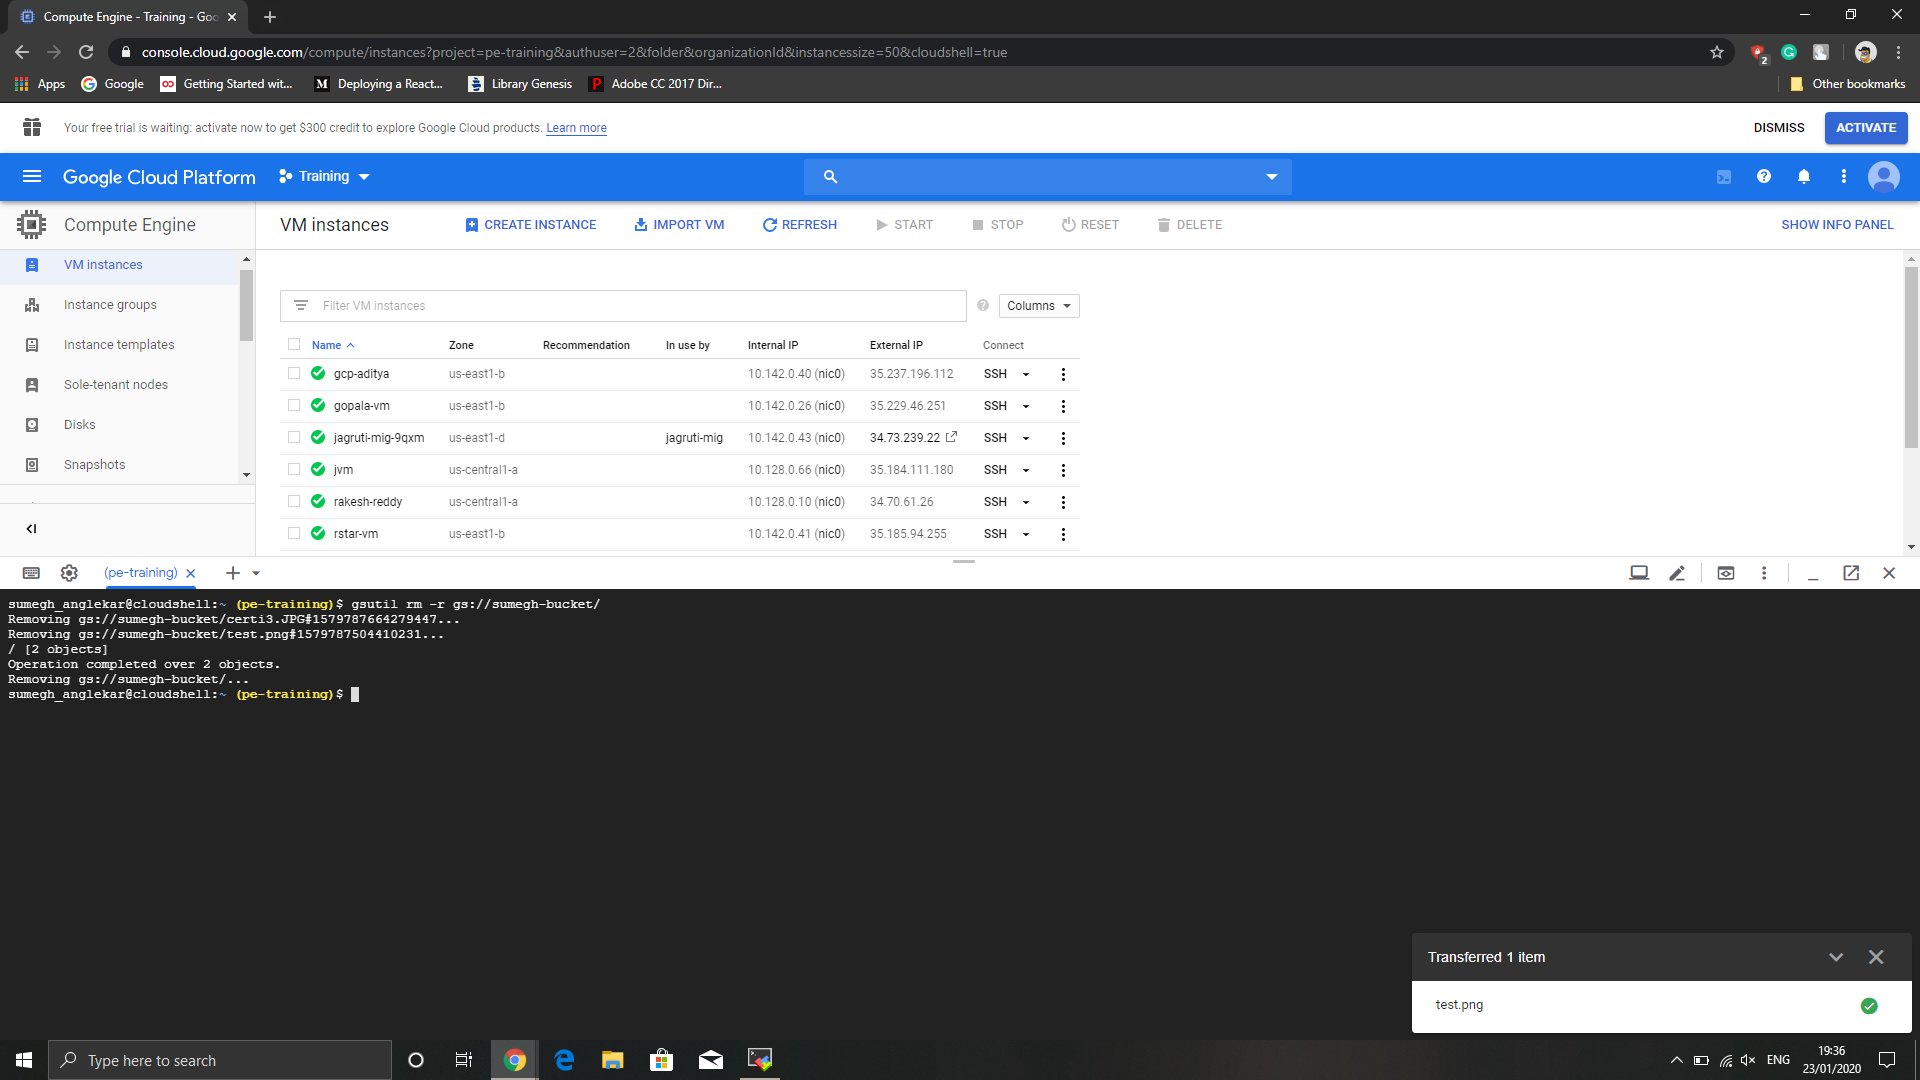 Compute Engine - Training - Goo
console.cloud.google.com/compute/instances?project=pe-training&authuser=2&folder&organizationId&instancessize=50&cloudshell=true
2
Apps Google Getting Started wit... M Deploying a React... Library Genesis P Adobe CC 2017 Dir... Other bookmarks
Your free trial is waiting: activate now to get $300 credit to explore Google Cloud products. Learn more DISMISS ACTIVATE
Google Cloud Platform Training
Compute Engine VM instances CREATE INSTANCE IMPORT VM REFRESH START STOP RESET DELETE SHOW INFO PANEL
VM instances
Instance groups
Instance templates
Sole-tenant nodes
Disks
Snapshots
Filter VM instances Columns
Name Zone Recommendation In use by Internal IP External IP Connect
gcp-aditya us-east1-b 10.142.0.40 (nic0) 35.237.196.112 SSH
gopala-vm us-east1-b 10.142.0.26 (nic0) 35.229.46.251 SSH
jagruti-mig-9qxm us-east1-d jagruti-mig 10.142.0.43 (nic0) 34.73.239.22 SSH
jvm us-central1-a 10.128.0.66 (nic0) 35.184.111.180 SSH
rakesh-reddy us-central1-a 10.128.0.10 (nic0) 34.70.61.26 SSH
rstar-vm us-east1-b 10.142.0.41 (nic0) 35.185.94.255 SSH
(pe-training)
sumegh_anglekar@cloudshell:~ (pe-training)$ gsutil rm -r gs://sumegh-bucket/
Removing gs://sumegh-bucket/certi3.JPG#1579787664279447...
Removing gs://sumegh-bucket/test.png#1579787504410231...
/ [2 objects]
Operation completed over 2 objects.
Removing gs://sumegh-bucket/...
sumegh_anglekar@cloudshell:~ (pe-training)$
Transferred 1 item
test.png
Type here to search
ENG
19:36
23/01/2020